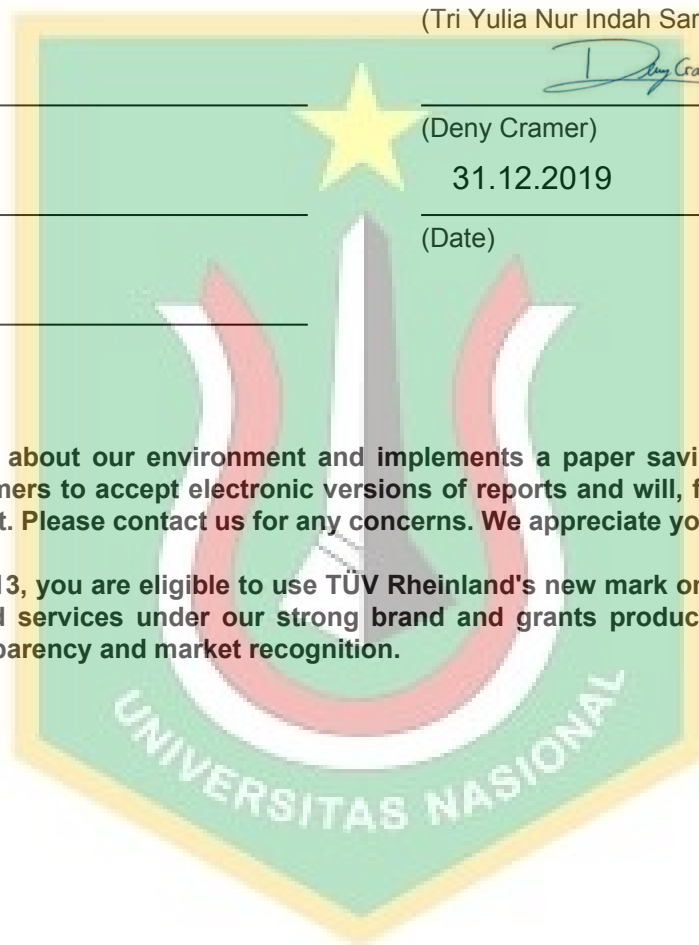 (Tri Yulia Nur Indah Sar
Deny Cra
(Deny Cramer)
31.12.2019
(Date)
about our environment and implements a paper savi
mers to accept electronic versions of reports and will, f
t. Please contact us for any concerns. We appreciate yo
13, you are eligible to use TÜV Rheinland's new mark or
d services under our strong brand and grants produc
parency and market recognition.
UNIVERSITAS NASIONAL